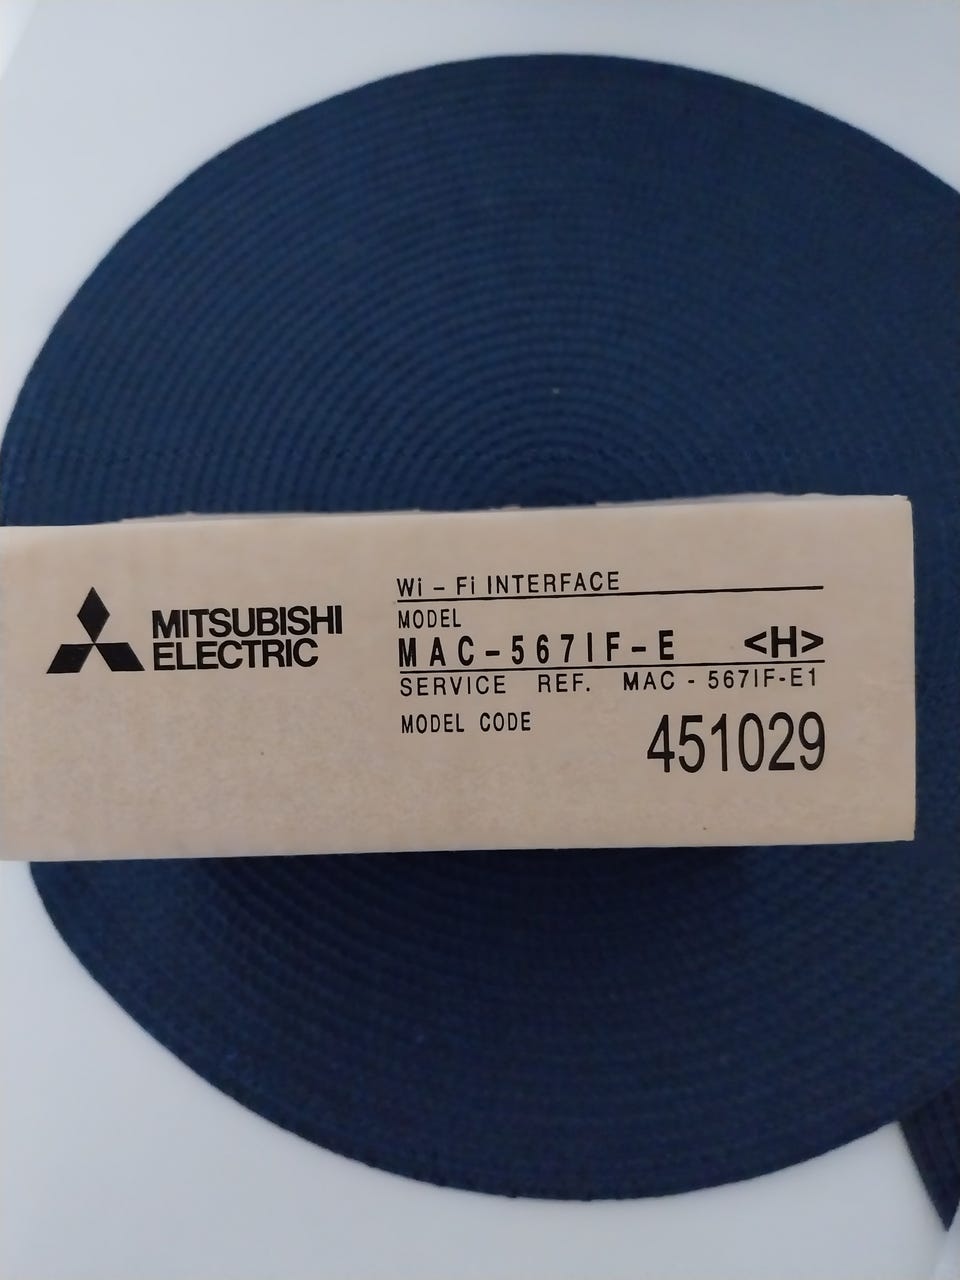 MITSUBISHI
ELECTRIC
Wi - Fi INTERFACE
MODEL
MAC-567IF-E <H>
SERVICE REF. MAC - 567IF-E1
MODEL CODE
451029